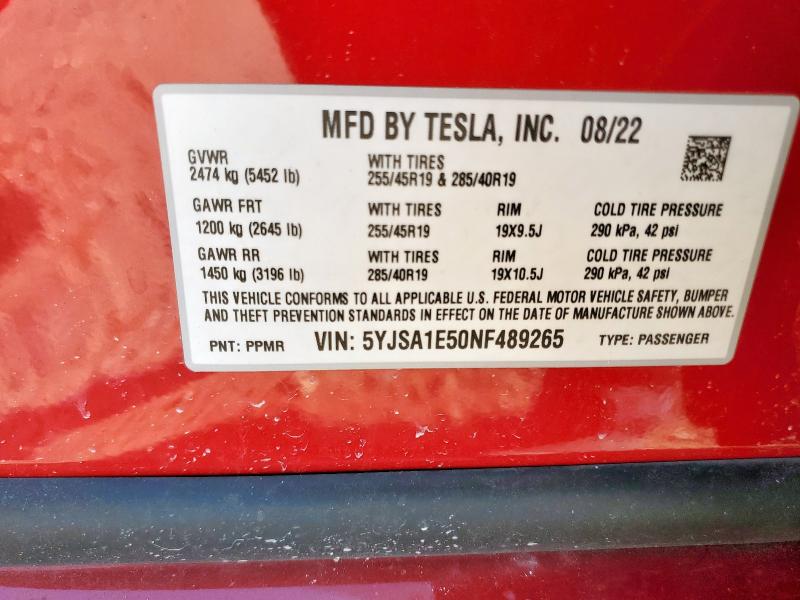 MFD BY TESLA, INC. 08/22
GVWR
2474 kg (5452 lb)
WITH TIRES
255/45R19 & 285/40R19
GAWR FRT
1200 kg (2645 lb)
WITH TIRES
255/45R19
RIM
19X9.5J
COLD TIRE PRESSURE
290 kPa, 42 psi
GAWR RR
1450 kg (3196 lb)
WITH TIRES
285/40R19
RIM
19X10.5J
COLD TIRE PRESSURE
290 kPa, 42 psi
THIS VEHICLE CONFORMS TO ALL APPLICABLE U.S. FEDERAL MOTOR VEHICLE SAFETY, BUMPER
AND THEFT PREVENTION STANDARDS IN EFFECT ON THE DATE OF MANUFACTURE SHOWN ABOVE.
PNT: PPMR VIN: 5YJSA1E50NF489265 TYPE: PASSENGER